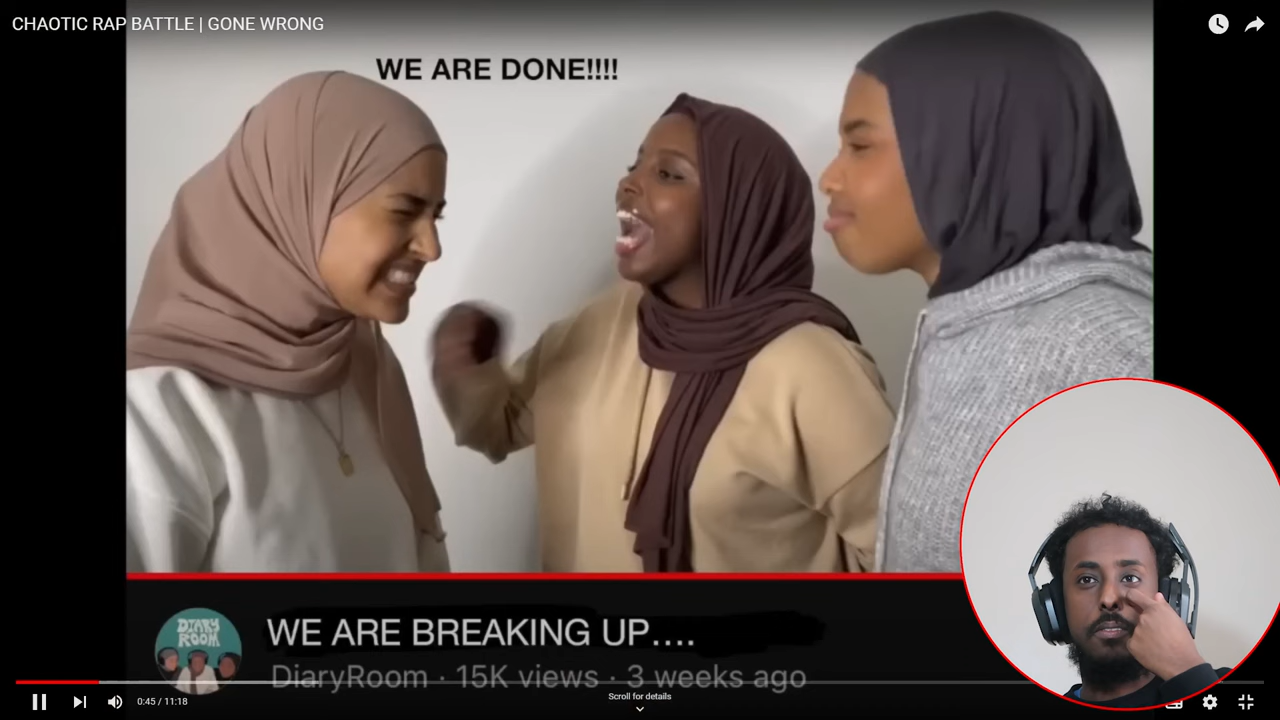 CHAOTIC RAP BATTLE | GONE WRONG
WE ARE DONE!!!!
DIARY
ROOM
WE ARE BREAKING UP....
DiaryRoom · 15K views · 3 weeks ago
0:45 / 11:18
Scroll for details